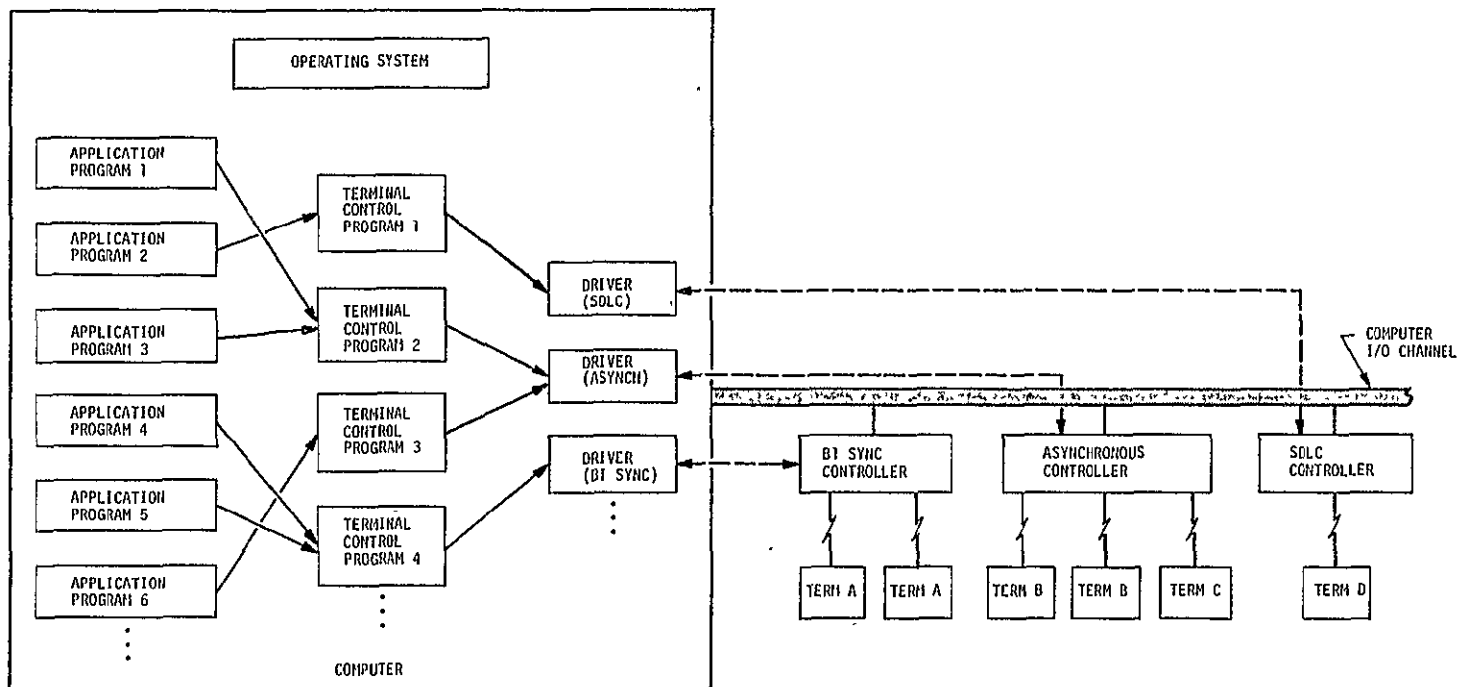 OPERATING SYSTEM
APPLICATION
PROGRAM 1
APPLICATION
PROGRAM 2
APPLICATION
PROGRAM 3
APPLICATION
PROGRAM 4
APPLICATION
PROGRAM 5
APPLICATION
PROGRAM 6
TERMINAL
CONTROL
PROGRAM 1
TERMINAL
CONTROL
PROGRAM 2
TERMINAL
CONTROL
PROGRAM 3
TERMINAL
CONTROL
PROGRAM 4
COMPUTER
DRIVER
(SDLC)
DRIVER
(ASYNCH)
DRIVER
(BI SYNC)
COMPUTER
I/O CHANNEL
BI SYNC
CONTROLLER
ASYNCHRONOUS
CONTROLLER
SDLC
CONTROLLER
TERM A
TERM A
TERM B
TERM B
TERM C
TERM D